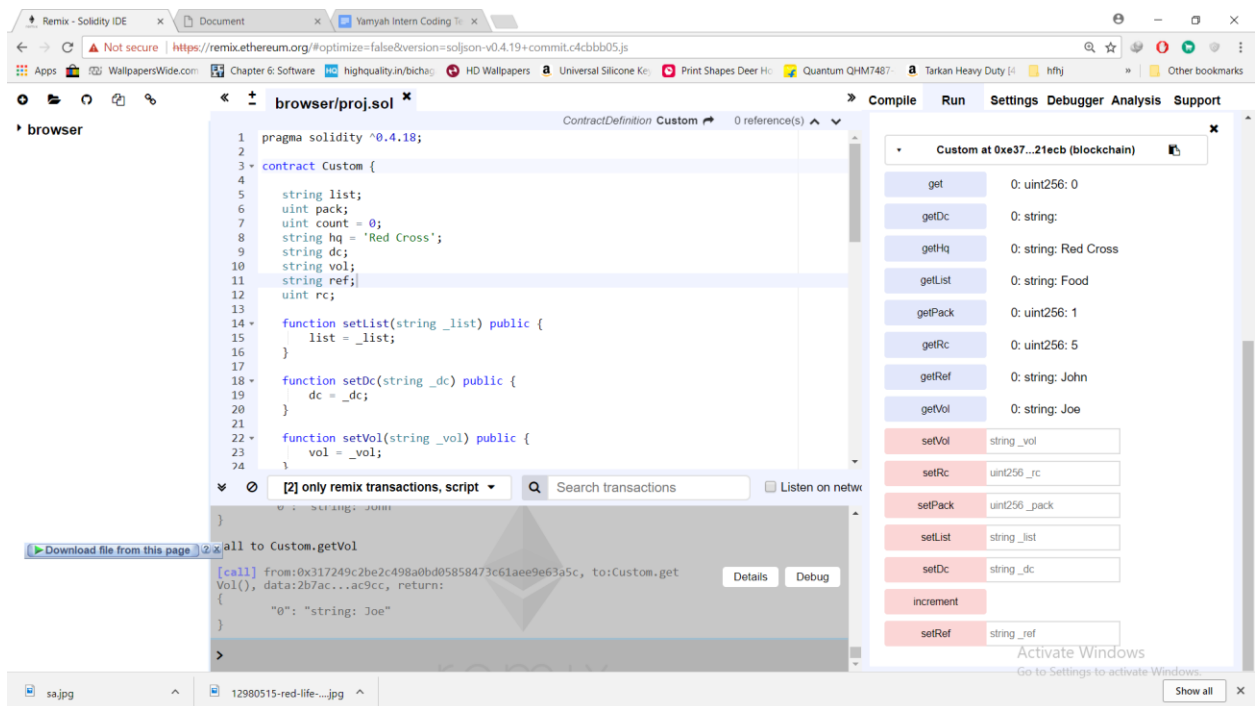 Remix - Solidity IDE
Document
Yamyah Intern Coding Te
Not secure | https://remix.ethereum.org/#optimize=false&version=soljson-v0.4.19+commit.c4cbbb05.js
Apps WallpapersWide.com Chapter 6: Software highquality.in/bichag HD Wallpapers Universal Silicone Key Print Shapes Deer Ho Quantum QHM7487- Tarkan Heavy Duty [4 hfhj » Other bookmarks
« browser/proj.sol × » Compile Run Settings Debugger Analysis Support
browser
ContractDefinition Custom 0 reference(s)
1 pragma solidity ^0.4.18;
2
3 contract Custom {
4
5 string list;
6 uint pack;
7 uint count = 0;
8 string hq = 'Red Cross';
9 string dc;
10 string vol;
11 string ref;
12 uint rc;
13
14 function setList(string _list) public {
15 list = _list;
16 }
17
18 function setDc(string _dc) public {
19 dc = _dc;
20 }
21
22 function setVol(string _vol) public {
23 vol = _vol;
24 }
[2] only remix transactions, script
Search transactions
Listen on netwo
0 : string: John
}
Download file from this page
all to Custom.getVol
[call] from:0x317249c2be2c498a0bd05858473c61aee9e63a5c, to:Custom.get
Vol(), data:2b7ac...ac9cc, return:
{
"0": "string: Joe"
}
Details
Debug
>
remix
Custom at 0xe37...21ecb (blockchain)
get 0: uint256: 0
getDc 0: string:
getHq 0: string: Red Cross
getList 0: string: Food
getPack 0: uint256: 1
getRc 0: uint256: 5
getRef 0: string: John
getVol 0: string: Joe
setVol string _vol
setRc uint256 _rc
setPack uint256 _pack
setList string _list
setDc string _dc
increment
setRef string _ref
Activate Windows
Go to Settings to activate Windows.
sa.jpg
12980515-red-life-....jpg
Show all